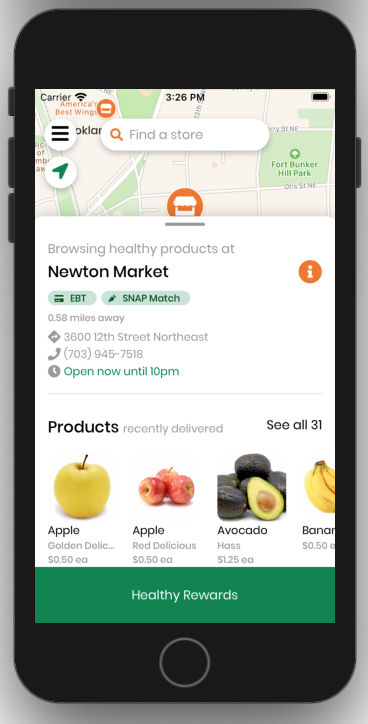 Carrier 3:26 PM
America's
Best Wings
Find a store
rry St NE
12th St
Fort Bunker
Hill Park
Otis St NE
Browsing healthy products at
Newton Market
EBT SNAP Match
0.58 miles away
3600 12th Street Northeast
(703) 945-7518
Open now until 10pm
Products recently delivered See all 31
Apple Apple Avocado Banan
Golden Delic... Red Delicious Hass
$0.50 ea $0.50 ea $1.25 ea $0.50 e
Healthy Rewards